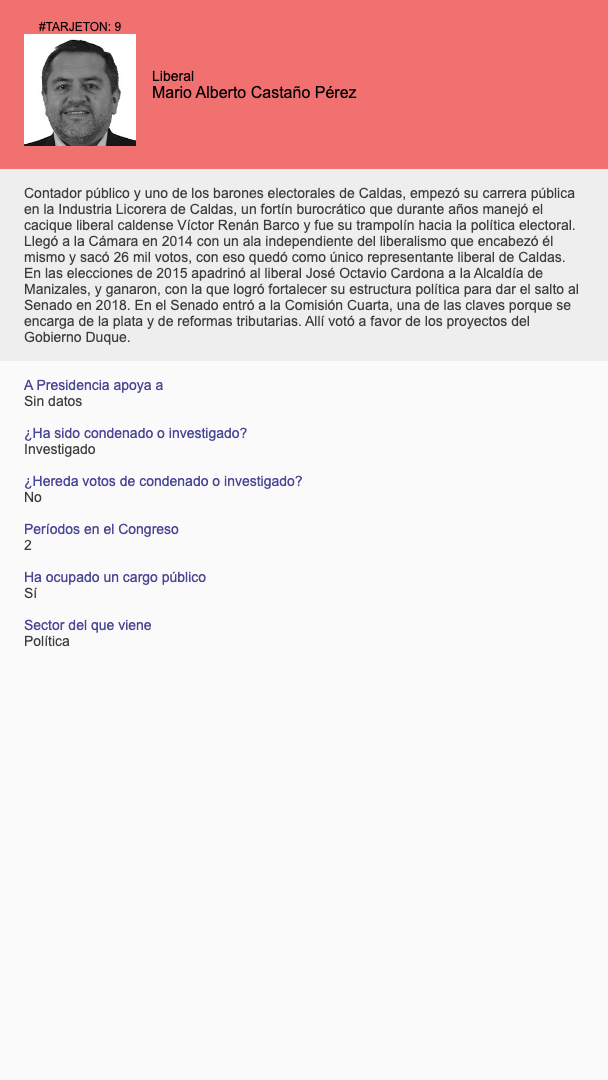 #TARJETON: 9
Liberal
Mario Alberto Castaño Pérez
Contador público y uno de los barones electorales de Caldas, empezó su carrera pública
en la Industria Licorera de Caldas, un fortín burocrático que durante años manejó el
cacique liberal caldense Víctor Renán Barco y fue su trampolín hacia la política electoral.
Llegó a la Cámara en 2014 con un ala independiente del liberalismo que encabezó él
mismo y sacó 26 mil votos, con eso quedó como único representante liberal de Caldas.
En las elecciones de 2015 apadrinó al liberal José Octavio Cardona a la Alcaldía de
Manizales, y ganaron, con la que logró fortalecer su estructura política para dar el salto al
Senado en 2018. En el Senado entró a la Comisión Cuarta, una de las claves porque se
encarga de la plata y de reformas tributarias. Allí votó a favor de los proyectos del
Gobierno Duque.
A Presidencia apoya a
Sin datos
¿Ha sido condenado o investigado?
Investigado
¿Hereda votos de condenado o investigado?
No
Períodos en el Congreso
2
Ha ocupado un cargo público
Sí
Sector del que viene
Política